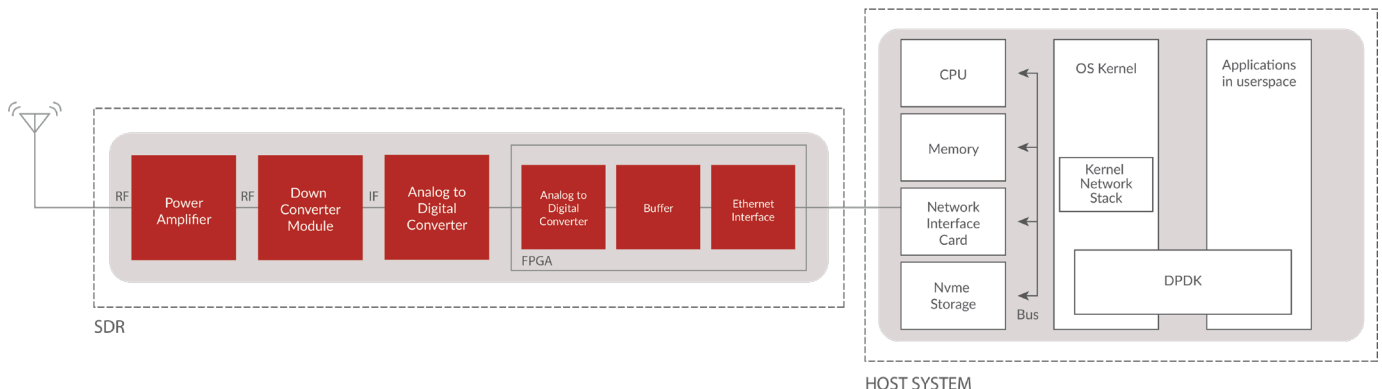 RF
Power
Amplifier
RF
Down
Converter
Module
IF
Analog to
Digital
Converter
Analog to
Digital
Converter
Buffer
Ethernet
Interface
FPGA
SDR
CPU
Memory
Network
Interface
Card
Nvme
Storage
Bus
OS Kernel
Kernel
Network
Stack
Applications
in userspace
DPDK
HOST SYSTEM